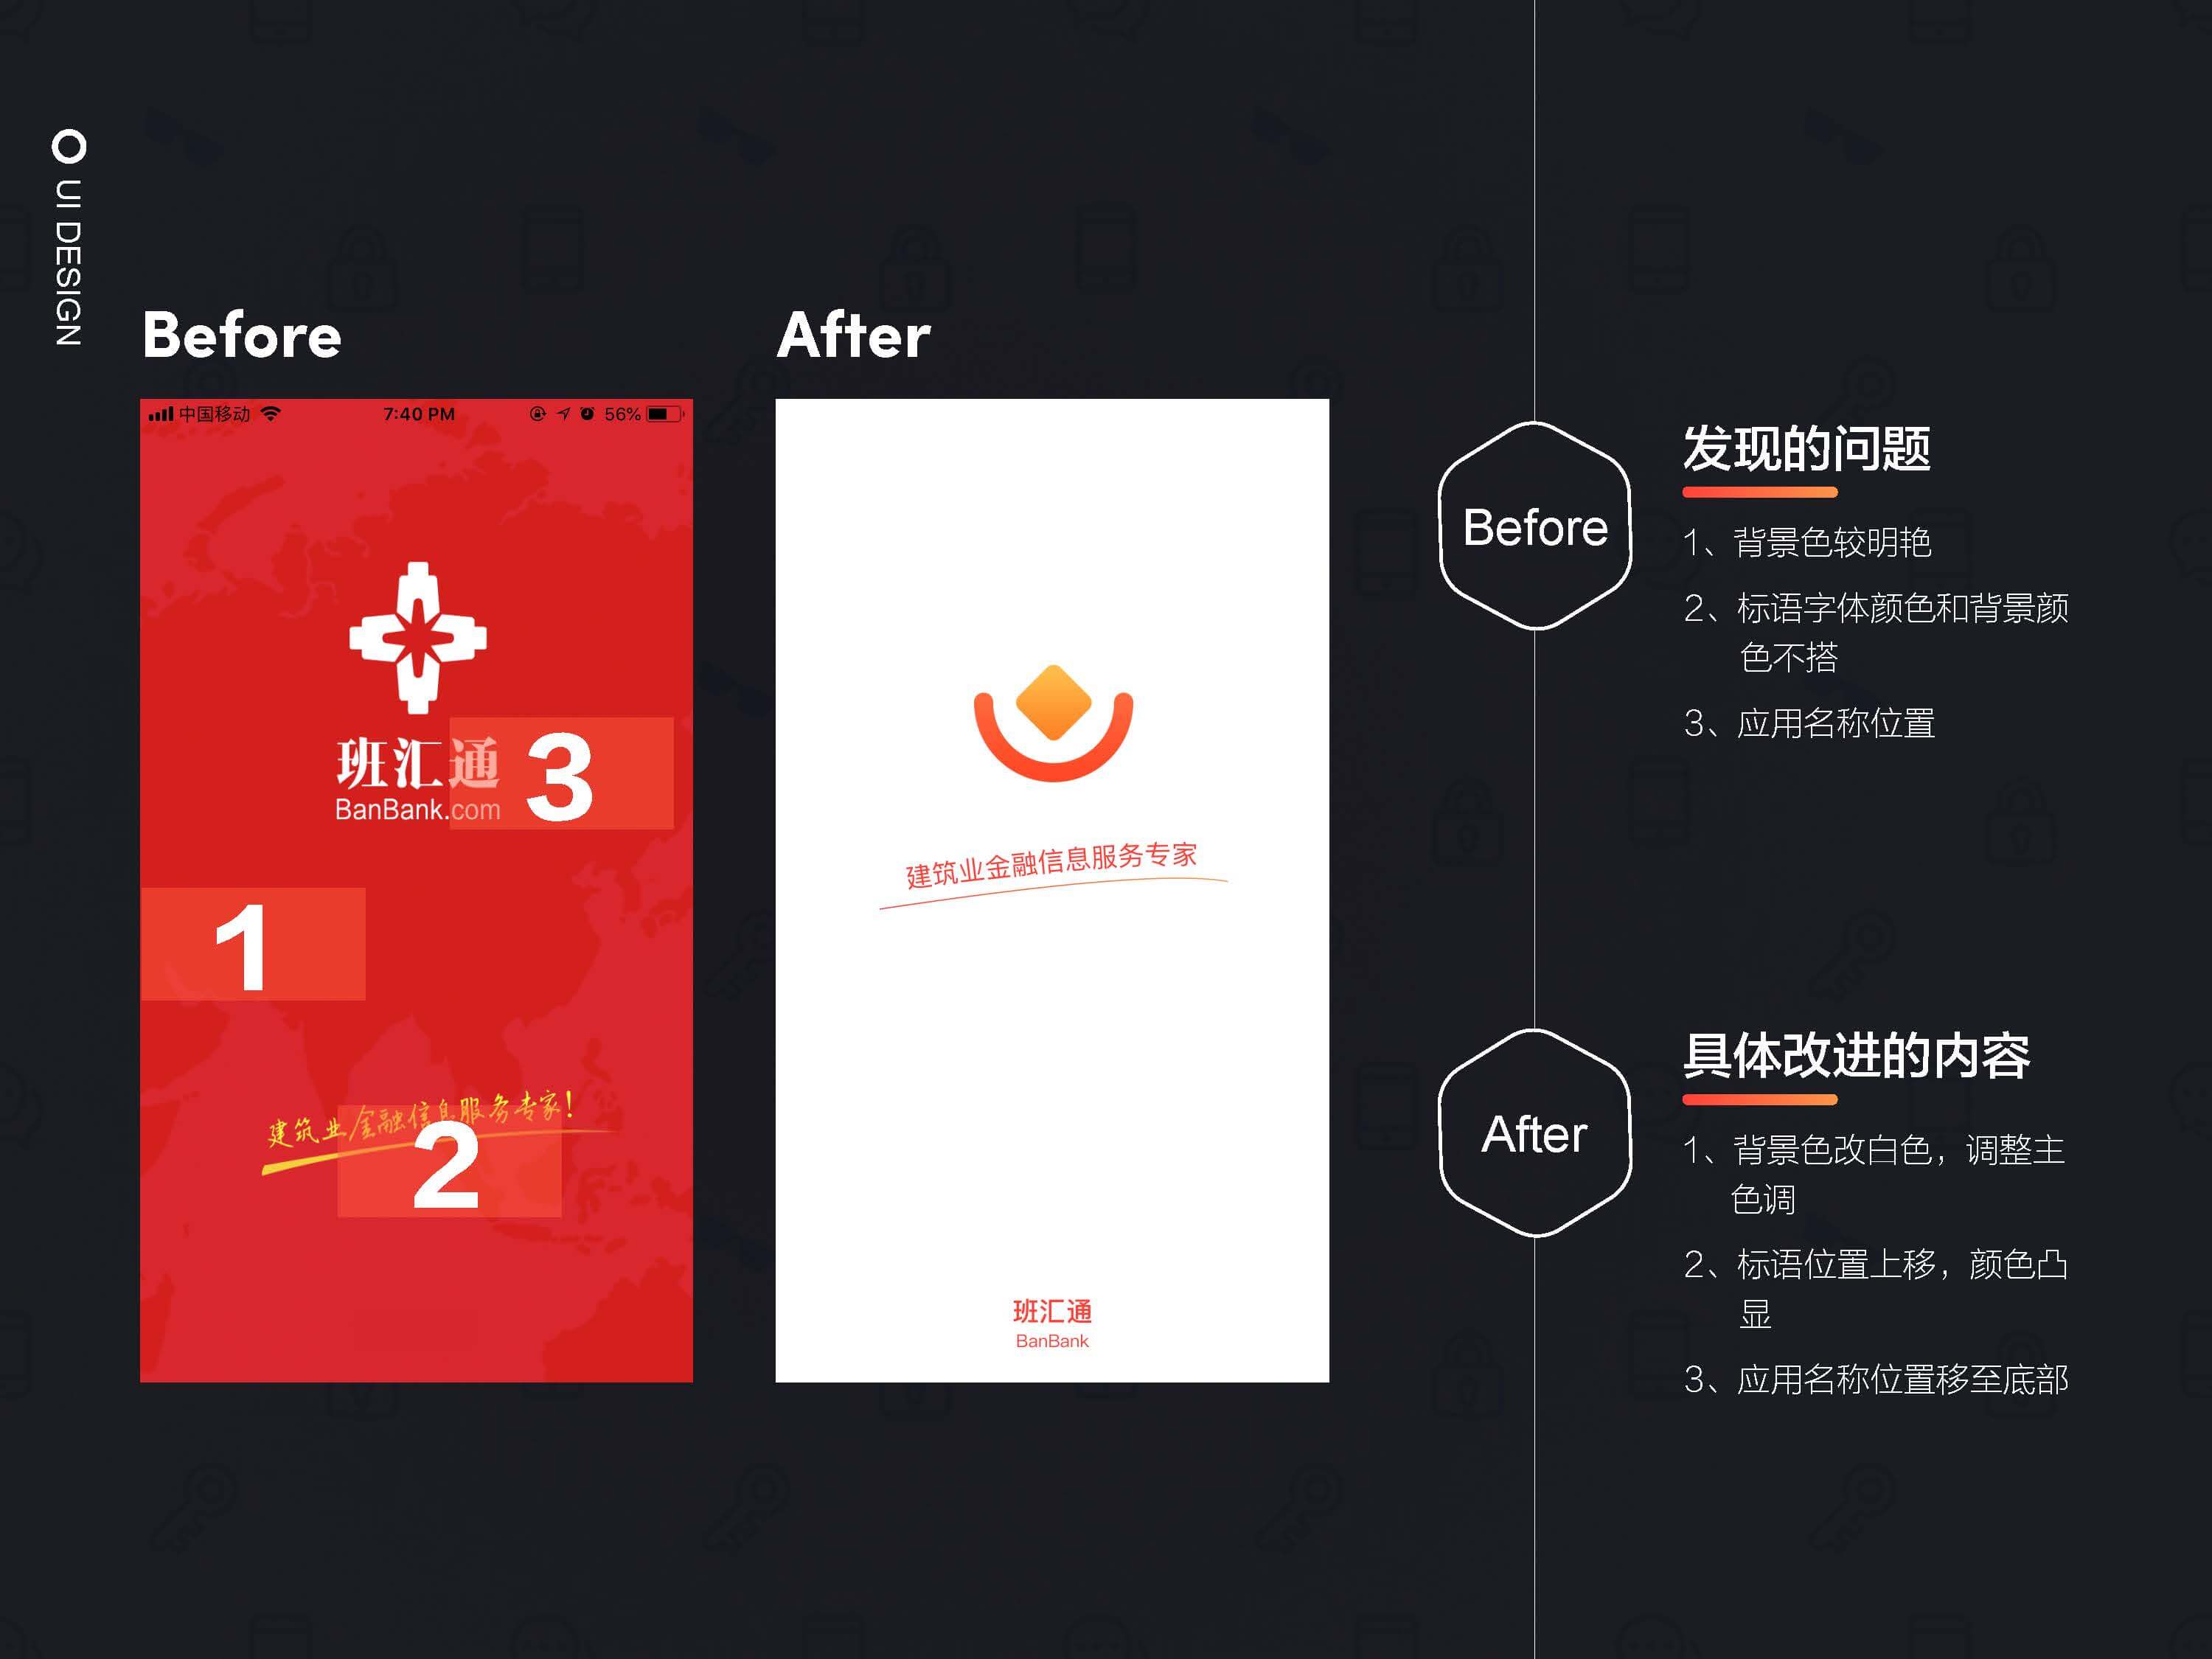 UI DESIGN
Before
After
中国移动
7:40 PM
56%
班汇通
BanBank.com
3
1
建筑业金融信息服务专家!
2
建筑业金融信息服务专家
班汇通
BanBank
Before
发现的问题
1、背景色较明艳
2、标语字体颜色和背景颜
色不搭
3、应用名称位置
After
具体改进的内容
1、背景色改白色，调整主
色调
2、标语位置上移，颜色凸
显
3、应用名称位置移至底部